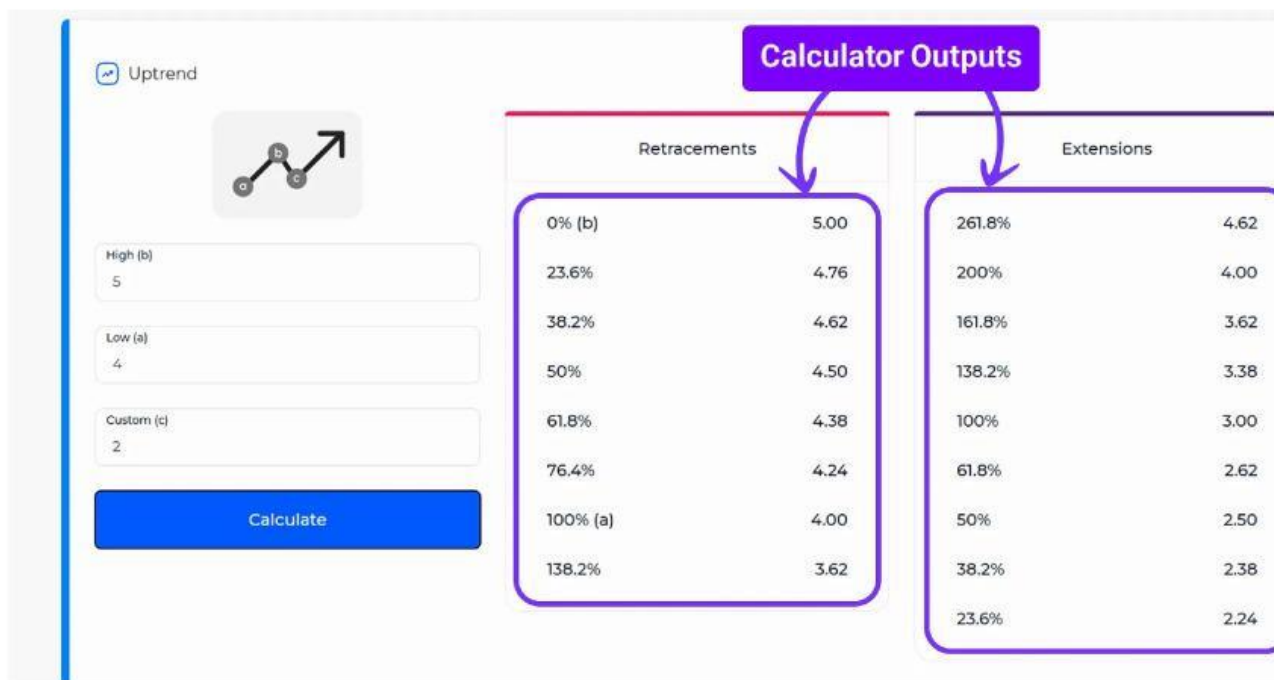 Calculator Outputs
Uptrend
b
a
c
High (b)
5
Low (a)
4
Custom (c)
2
Calculate
Retracements
0% (b) 5.00
23.6% 4.76
38.2% 4.62
50% 4.50
61.8% 4.38
76.4% 4.24
100% (a) 4.00
138.2% 3.62
Extensions
261.8% 4.62
200% 4.00
161.8% 3.62
138.2% 3.38
100% 3.00
61.8% 2.62
50% 2.50
38.2% 2.38
23.6% 2.24